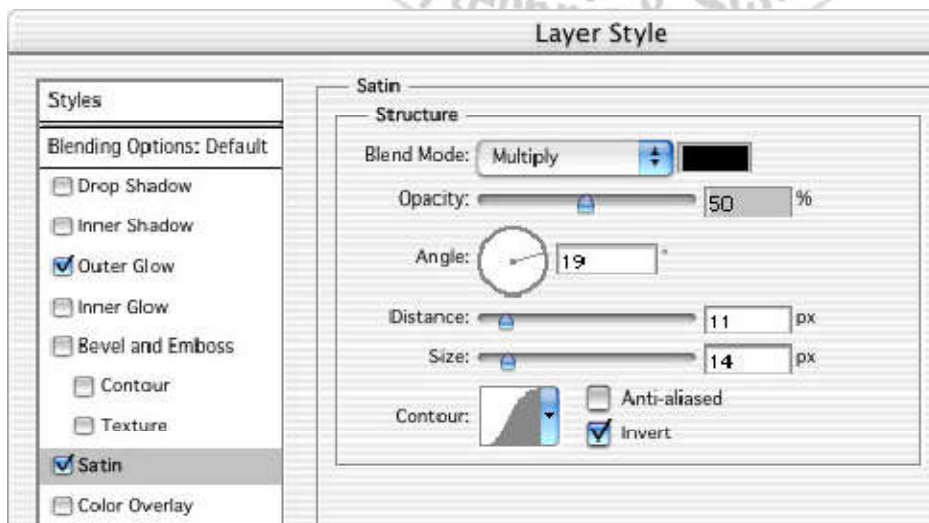 Layer Style
Styles
Blending Options: Default
Drop Shadow
Inner Shadow
Outer Glow
Inner Glow
Bevel and Emboss
Contour
Texture
Satin
Color Overlay
Satin
Structure
Blend Mode: Multiply
Opacity: 50 %
Angle: 19 °
Distance: 11 px
Size: 14 px
Contour:
Anti-aliased
Invert